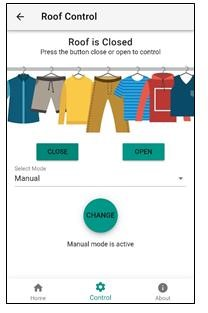 Roof Control
Roof is Closed
Press the button close or open to control
CLOSE
OPEN
Select Mode
Manual
CHANGE
Manual mode is active
Home
Control
About